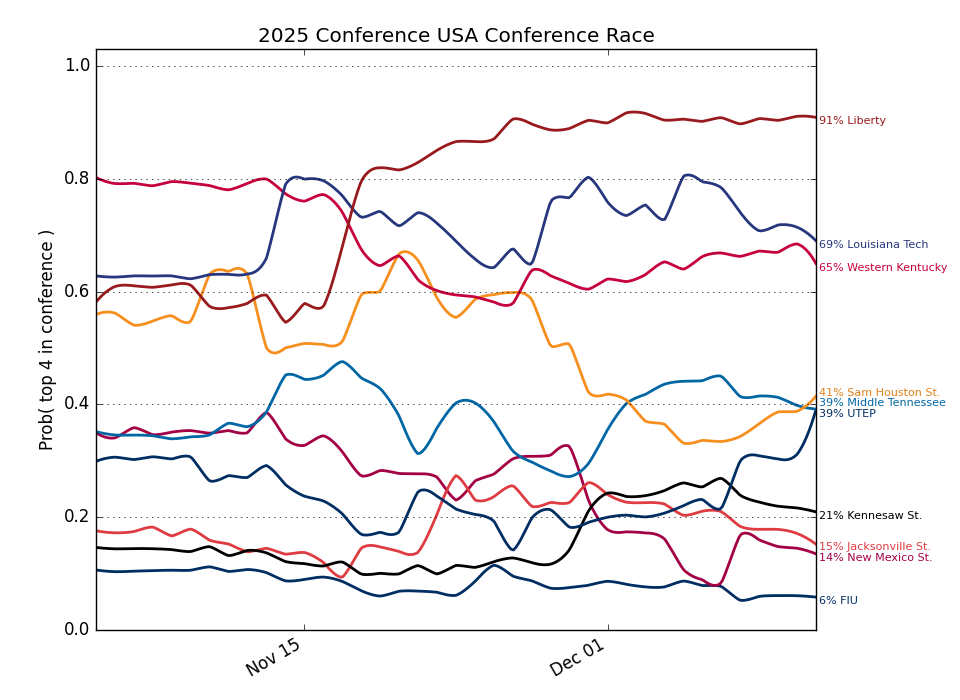 2025 Conference USA Conference Race
Prob( top 4 in conference )
1.0
0.8
0.6
0.4
0.2
0.0
Nov 15
Dec 01
91% Liberty
69% Louisiana Tech
65% Western Kentucky
41% Sam Houston St.
39% Middle Tennessee
39% UTEP
21% Kennesaw St.
15% Jacksonville St.
14% New Mexico St.
6% FIU